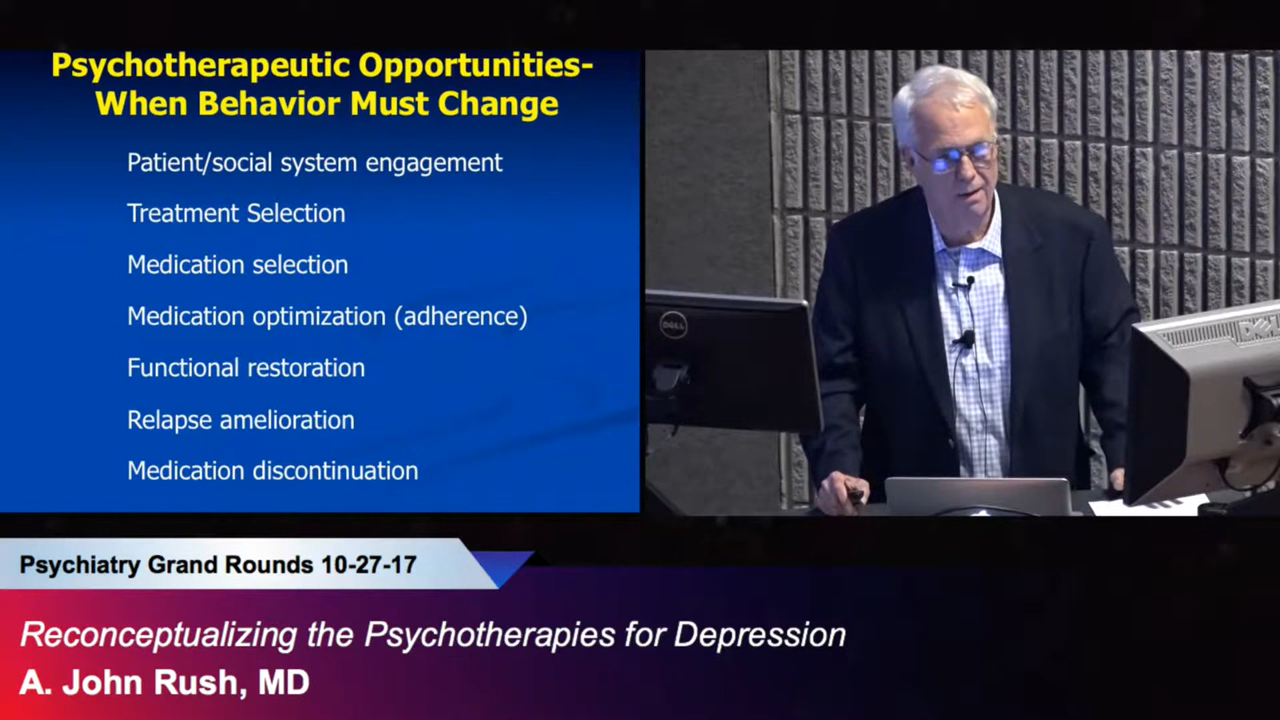 Psychotherapeutic Opportunities-
When Behavior Must Change
Patient/social system engagement
Treatment Selection
Medication selection
Medication optimization (adherence)
Functional restoration
Relapse amelioration
Medication discontinuation
DELL
DELL
Psychiatry Grand Rounds 10-27-17
Reconceptualizing the Psychotherapies for Depression
A. John Rush, MD